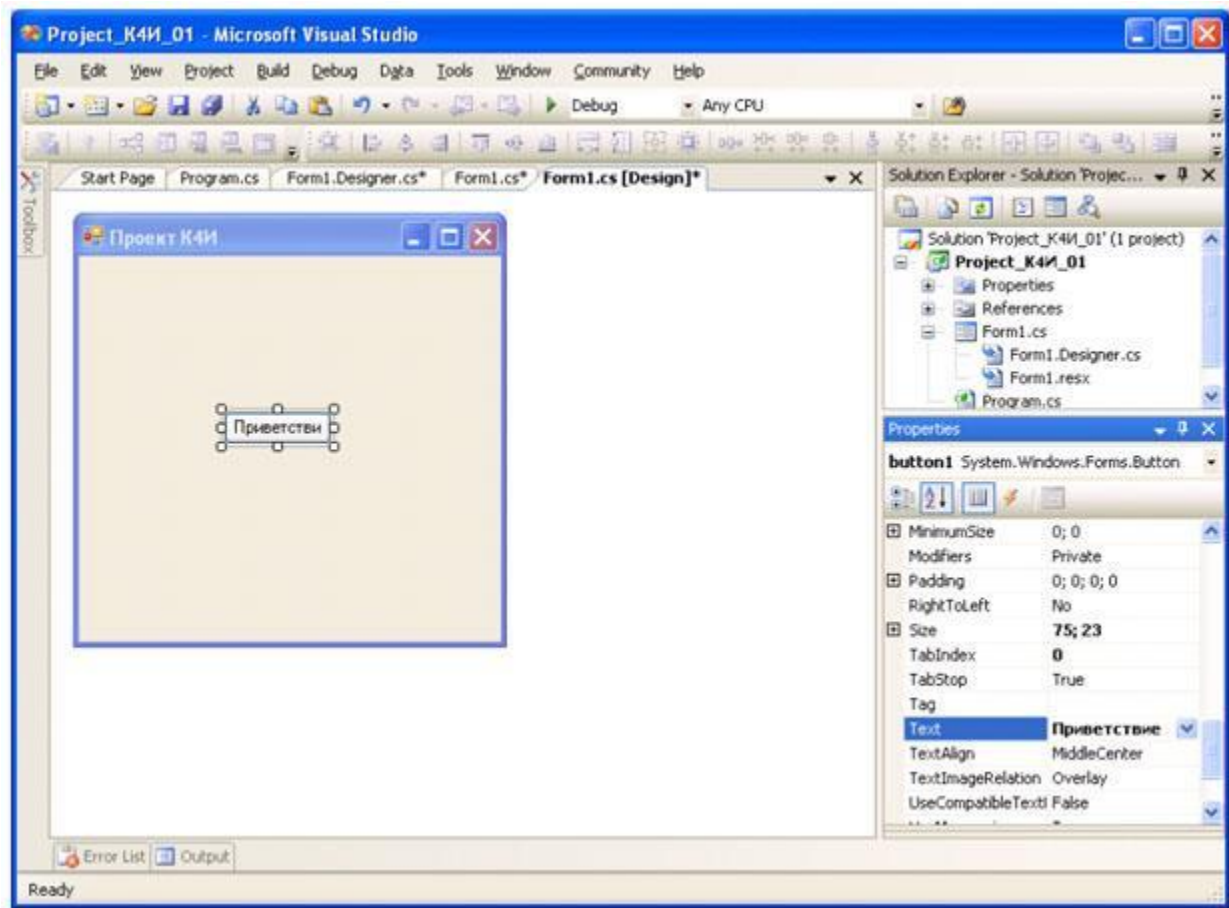 Project_К4И_01 - Microsoft Visual Studio
File Edit View Project Build Debug Data Tools Window Community Help
Debug Any CPU
Toolbox
Start Page Program.cs Form1.Designer.cs* Form1.cs* Form1.cs [Design]*
Проект К4И
Приветстви
Solution Explorer - Solution 'Projec...
Solution 'Project_К4И_01' (1 project)
Project_К4И_01
Properties
References
Form1.cs
Form1.Designer.cs
Form1.resx
Program.cs
Properties
button1 System.Windows.Forms.Button
MinimumSize 0; 0
Modifiers Private
Padding 0; 0; 0; 0
RightToLeft No
Size 75; 23
TabIndex 0
TabStop True
Tag
Text Приветствие
TextAlign MiddleCenter
TextImageRelation Overlay
UseCompatibleText False
Error List Output
Ready